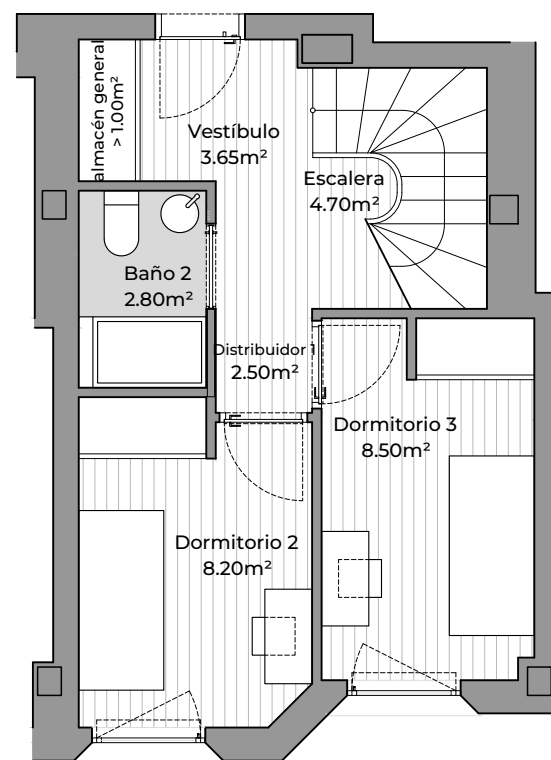 almacén general
> 1.00m²
Vestíbulo
3.65m²
Escalera
4.70m²
Baño 2
2.80m²
Distribuidor 1
2.50m²
Dormitorio 3
8.50m²
Dormitorio 2
8.20m²